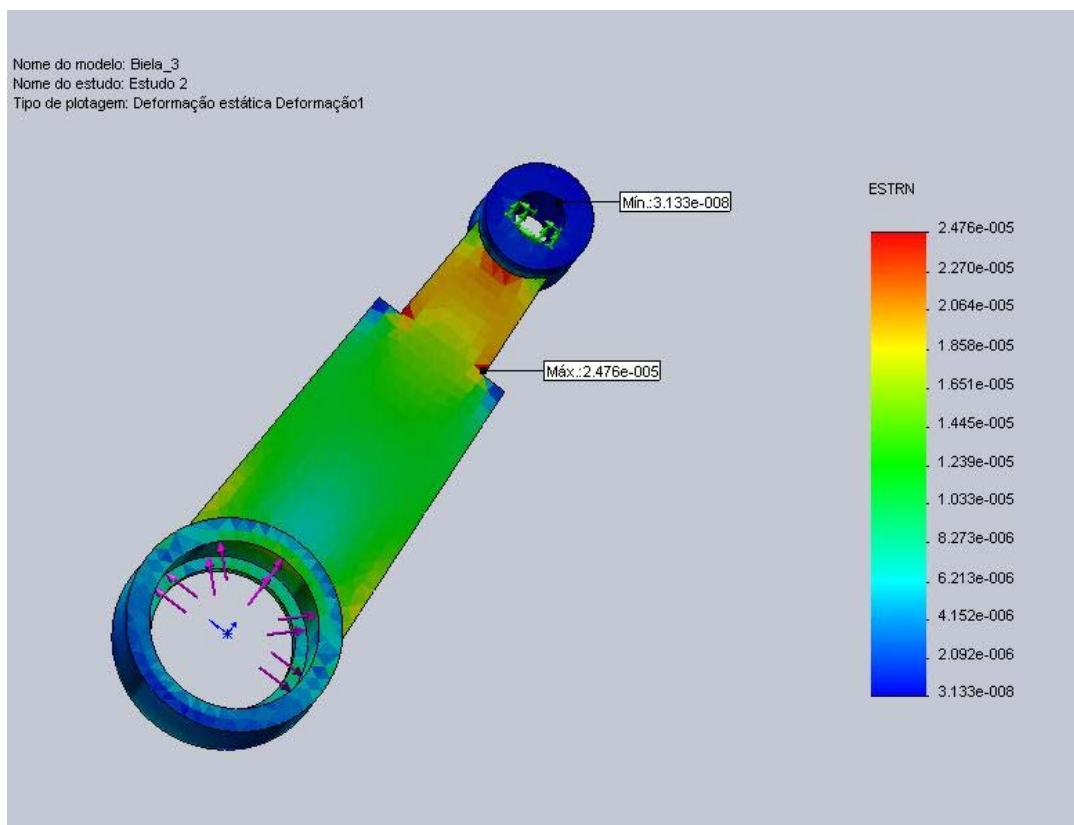 Nome do modelo: Biela_3
Nome do estudo: Estudo 2
Tipo de plotagem: Deformação estática Deformação1
Mín.:3.133e-008
Máx.:2.476e-005
ESTRN
2.476e-005
2.270e-005
2.064e-005
1.858e-005
1.651e-005
1.445e-005
1.239e-005
1.033e-005
8.273e-006
6.213e-006
4.152e-006
2.092e-006
3.133e-008